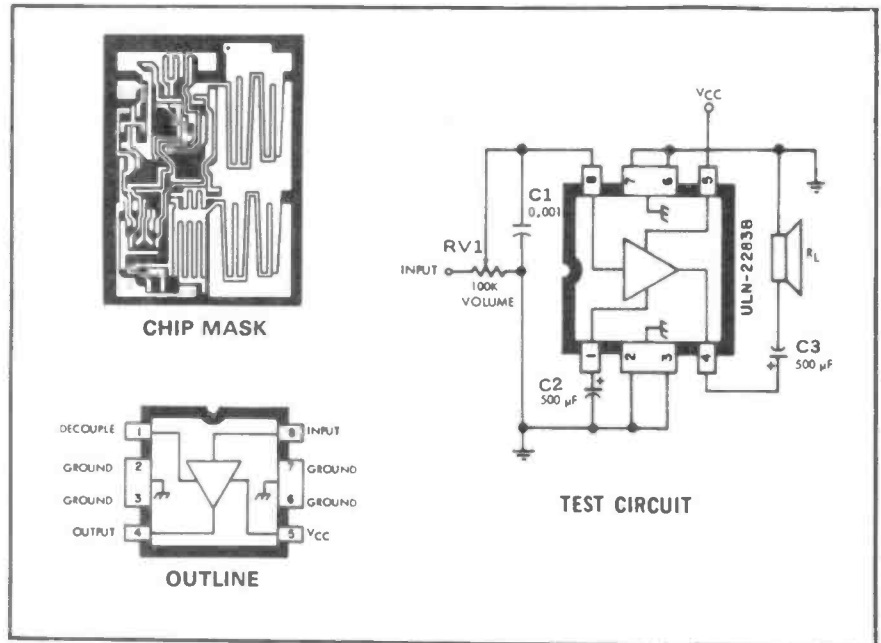 CHIP MASK
DECOUPLE 1
8 INPUT
GROUND 2
7 GROUND
GROUND 3
6 GROUND
OUTPUT 4
5 VCC
OUTLINE
VCC
8 7 6 5
C1
0.001
RV1
INPUT
100K
VOLUME
ULN-2283B
RL
1 2 3 4
C2
500 µF
+
C3
500 µF
+
TEST CIRCUIT